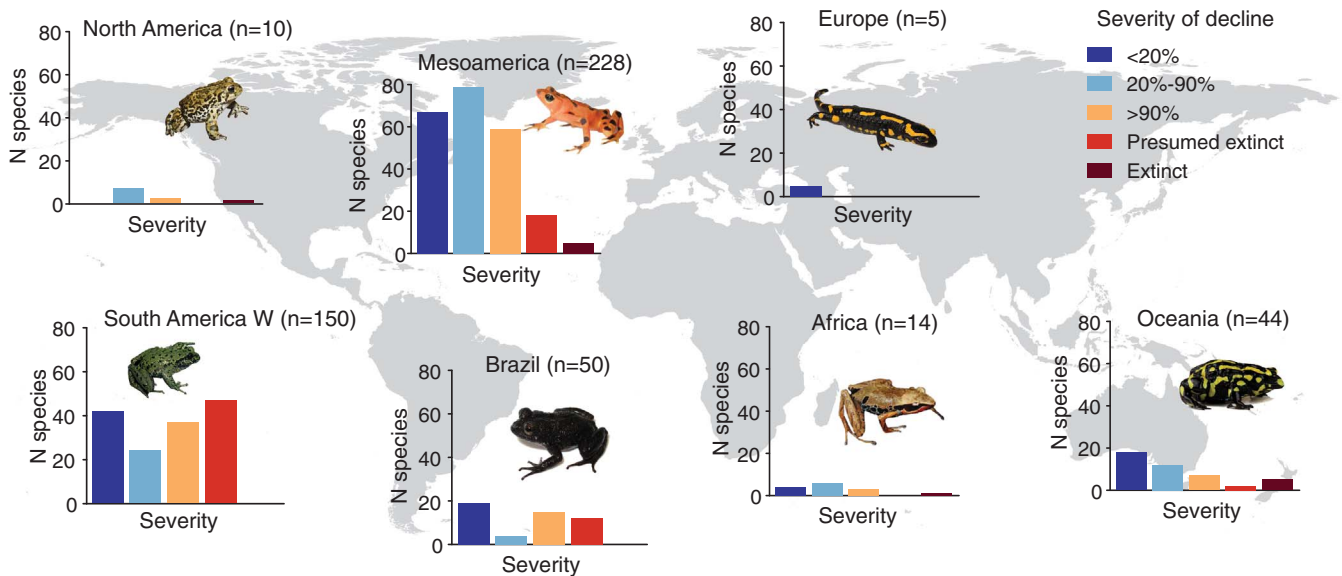 North America (n=10)
80
60
40
20
0
N species
Severity
Mesoamerica (n=228)
80
60
40
20
0
N species
Severity
Europe (n=5)
80
60
40
20
0
N species
Severity
Severity of decline
<20%
20%-90%
>90%
Presumed extinct
Extinct
South America W (n=150)
80
60
40
20
0
N species
Severity
Brazil (n=50)
80
60
40
20
0
N species
Severity
Africa (n=14)
80
60
40
20
0
N species
Severity
Oceania (n=44)
80
60
40
20
0
N species
Severity